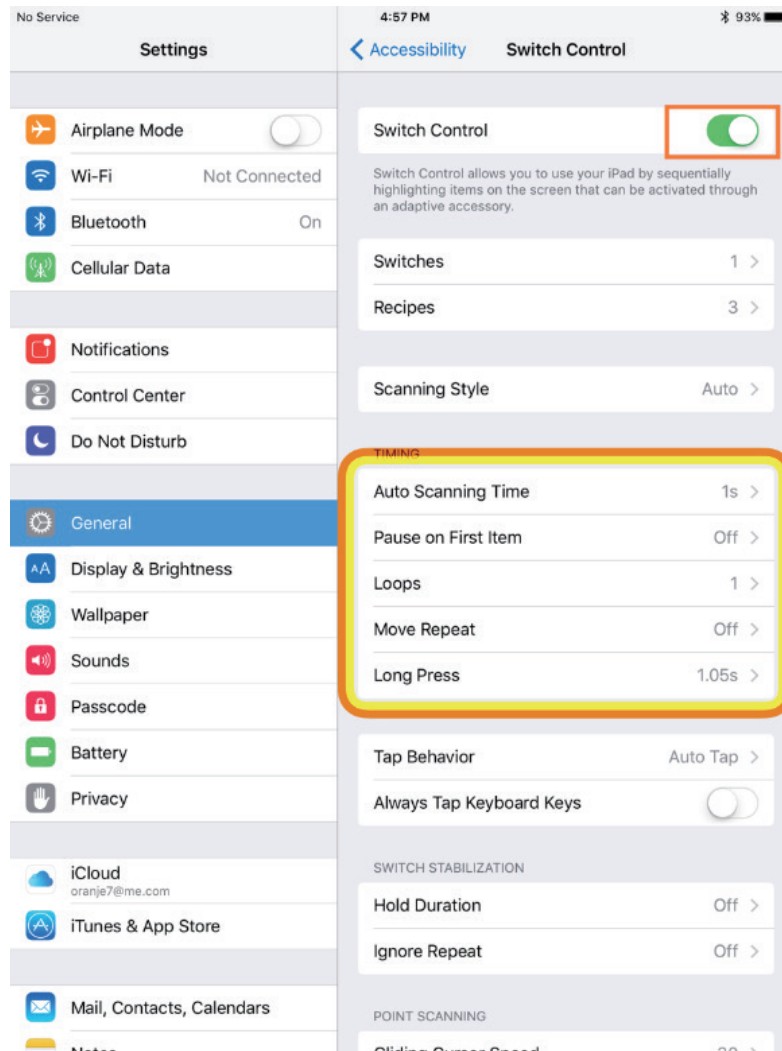 No Service
4:57 PM
93%
Settings
Accessibility
Switch Control
Airplane Mode
Wi-Fi
Not Connected
Bluetooth
On
Cellular Data
Notifications
Control Center
Do Not Disturb
General
AA
Display & Brightness
Wallpaper
Sounds
Passcode
Battery
Privacy
iCloud
oranje7@me.com
iTunes & App Store
Mail, Contacts, Calendars
Notes
Switch Control
Switch Control allows you to use your iPad by sequentially
highlighting items on the screen that can be activated through
an adaptive accessory.
Switches 1
Recipes 3
Scanning Style Auto
TIMING
Auto Scanning Time 1s
Pause on First Item Off
Loops 1
Move Repeat Off
Long Press 1.05s
Tap Behavior Auto Tap
Always Tap Keyboard Keys
SWITCH STABILIZATION
Hold Duration Off
Ignore Repeat Off
POINT SCANNING
Gliding Cursor Speed